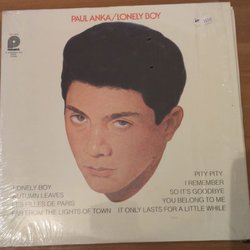 PAUL ANKA/LONELY BOY
PITY PITY
I REMEMBER
LONELY BOY
SO IT'S GOODBYE
AUTUMN LEAVES
YOU BELONG TO ME
LES FILLES DE PARIS
FAR FROM THE LIGHTS OF TOWN
IT ONLY LASTS FOR A LITTLE WHILE